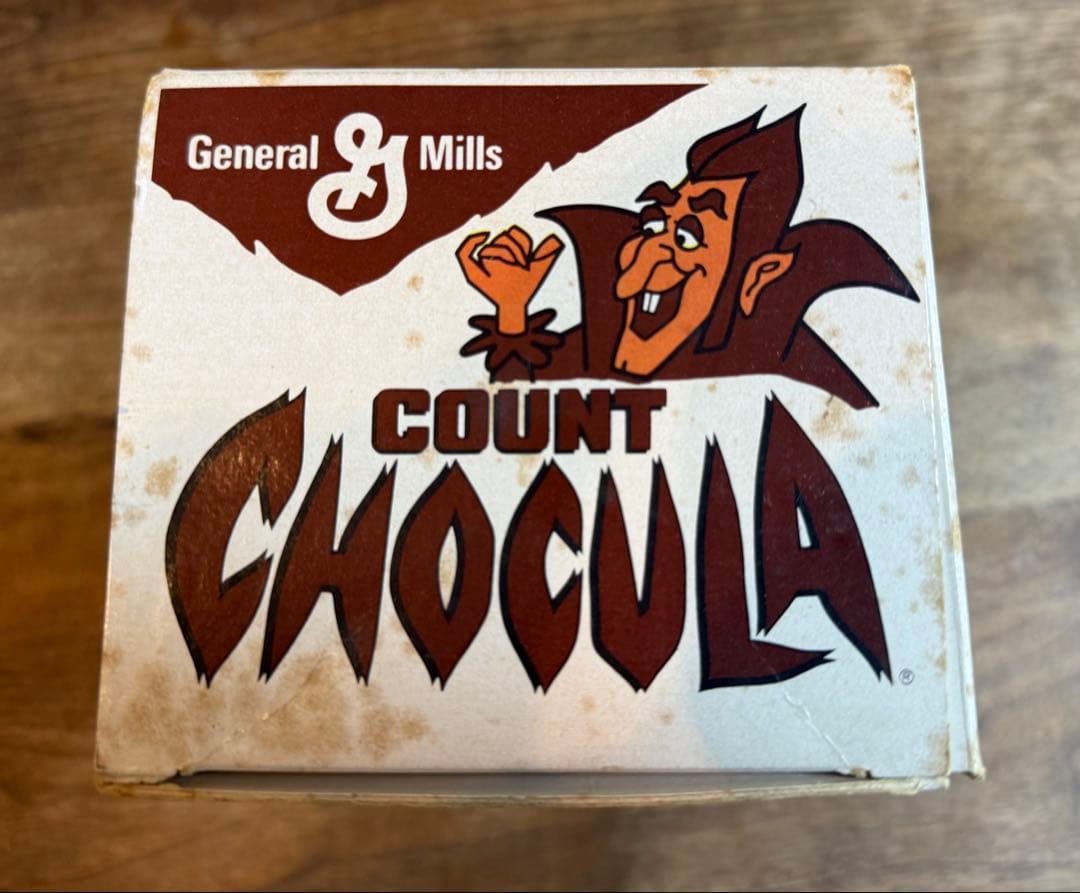 General G Mills
COUNT
CHOCULA
®